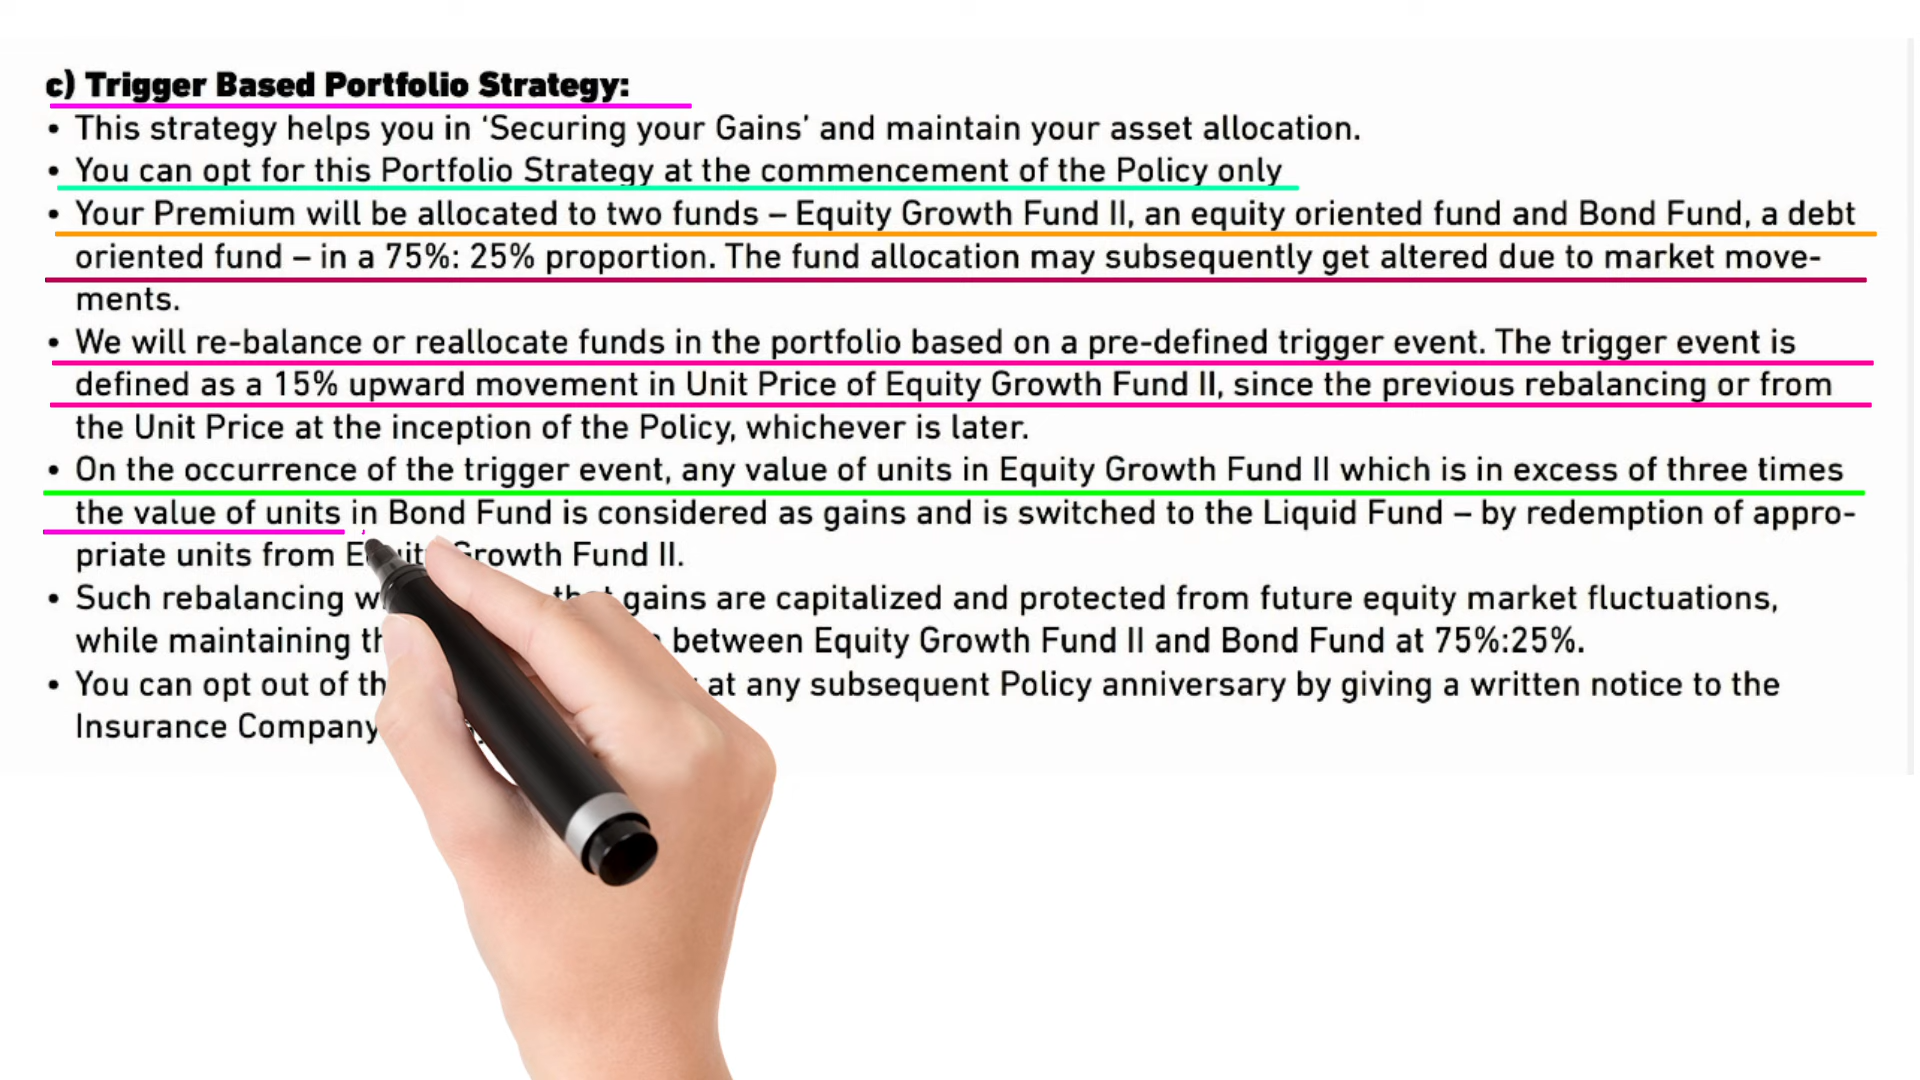 c) Trigger Based Portfolio Strategy:
• This strategy helps you in ‘Securing your Gains’ and maintain your asset allocation.
• You can opt for this Portfolio Strategy at the commencement of the Policy only
• Your Premium will be allocated to two funds – Equity Growth Fund II, an equity oriented fund and Bond Fund, a debt
oriented fund – in a 75%: 25% proportion. The fund allocation may subsequently get altered due to market move-
ments.
• We will re-balance or reallocate funds in the portfolio based on a pre-defined trigger event. The trigger event is
defined as a 15% upward movement in Unit Price of Equity Growth Fund II, since the previous rebalancing or from
the Unit Price at the inception of the Policy, whichever is later.
• On the occurrence of the trigger event, any value of units in Equity Growth Fund II which is in excess of three times
the value of units in Bond Fund is considered as gains and is switched to the Liquid Fund – by redemption of appro-
priate units from Equity Growth Fund II.
• Such rebalancing gains are capitalized and protected from future equity market fluctuations,
while maintaining between Equity Growth Fund II and Bond Fund at 75%:25%.
• You can opt out of at any subsequent Policy anniversary by giving a written notice to the
Insurance Company